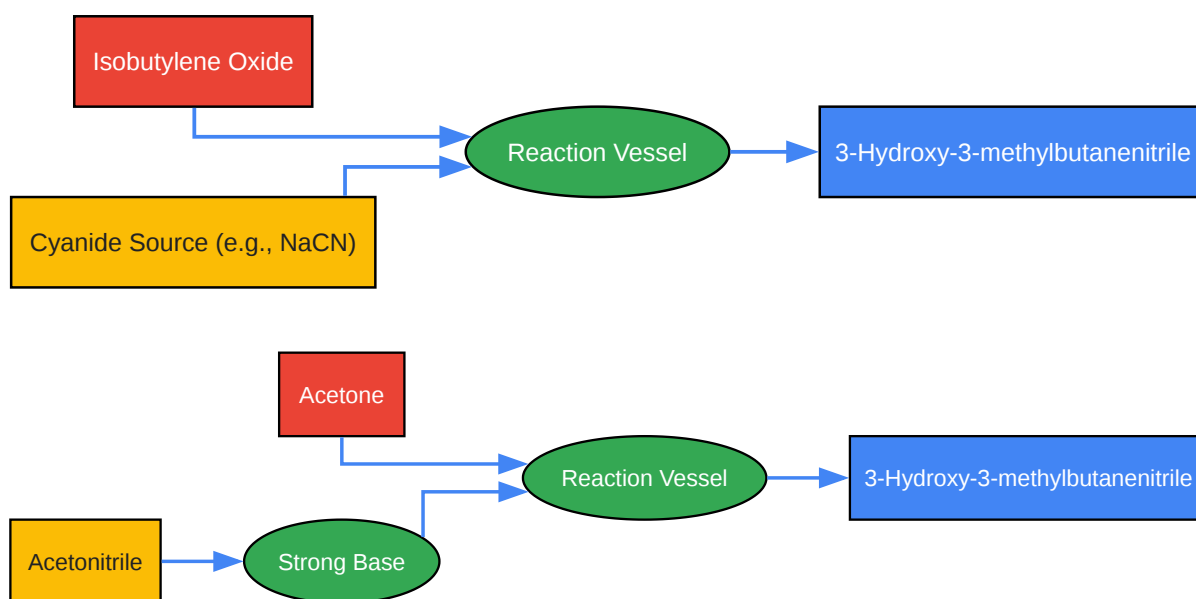 Isobutylene Oxide
Reaction Vessel
3-Hydroxy-3-methylbutanenitrile
Cyanide Source (e.g., NaCN)
Acetone
Reaction Vessel
3-Hydroxy-3-methylbutanenitrile
Acetonitrile
Strong Base